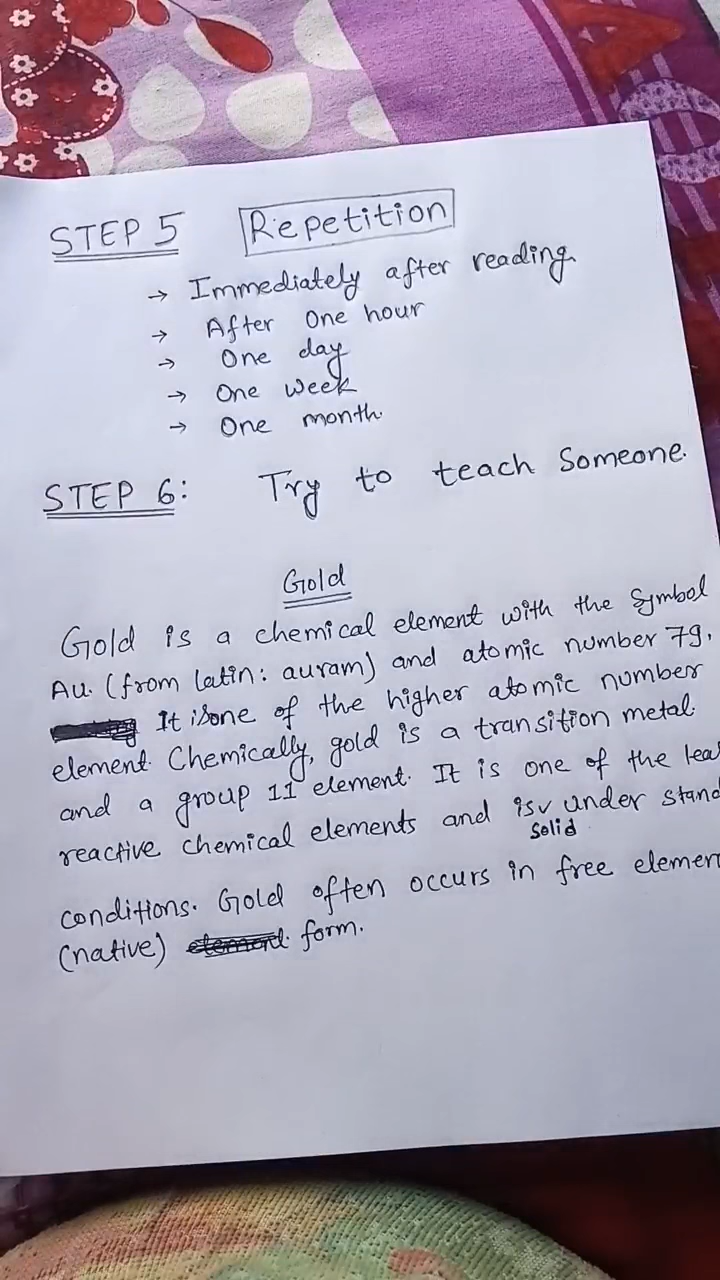 STEP 5 Repetition
→ Immediately after reading.
→ After One hour
→ One day
→ One week
→ One month.
STEP 6: Try to teach Someone.
Gold
Gold is a chemical element with the Symbol
Au. (from latin: auram) and atomic number 79.
It is one of the higher atomic number
element. Chemically, gold is a transition metal.
and a group 11 element. It is one of the
reactive chemical elements and is solid under
conditions. Gold often occurs in free
(native) form.